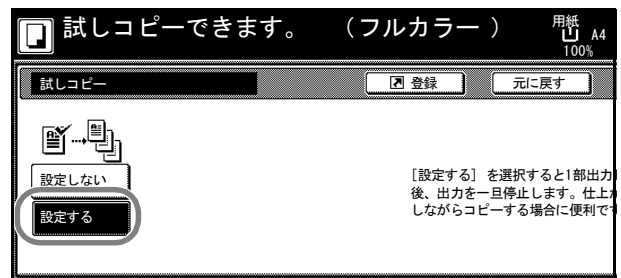 試しコピーできます。 （フルカラー ） 用紙 A4
100%
試しコピー 登録 元に戻す
設定しない
設定する
[設定する] を選択すると1部出力
後、出力を一旦停止します。仕上
しながらコピーする場合に便利で